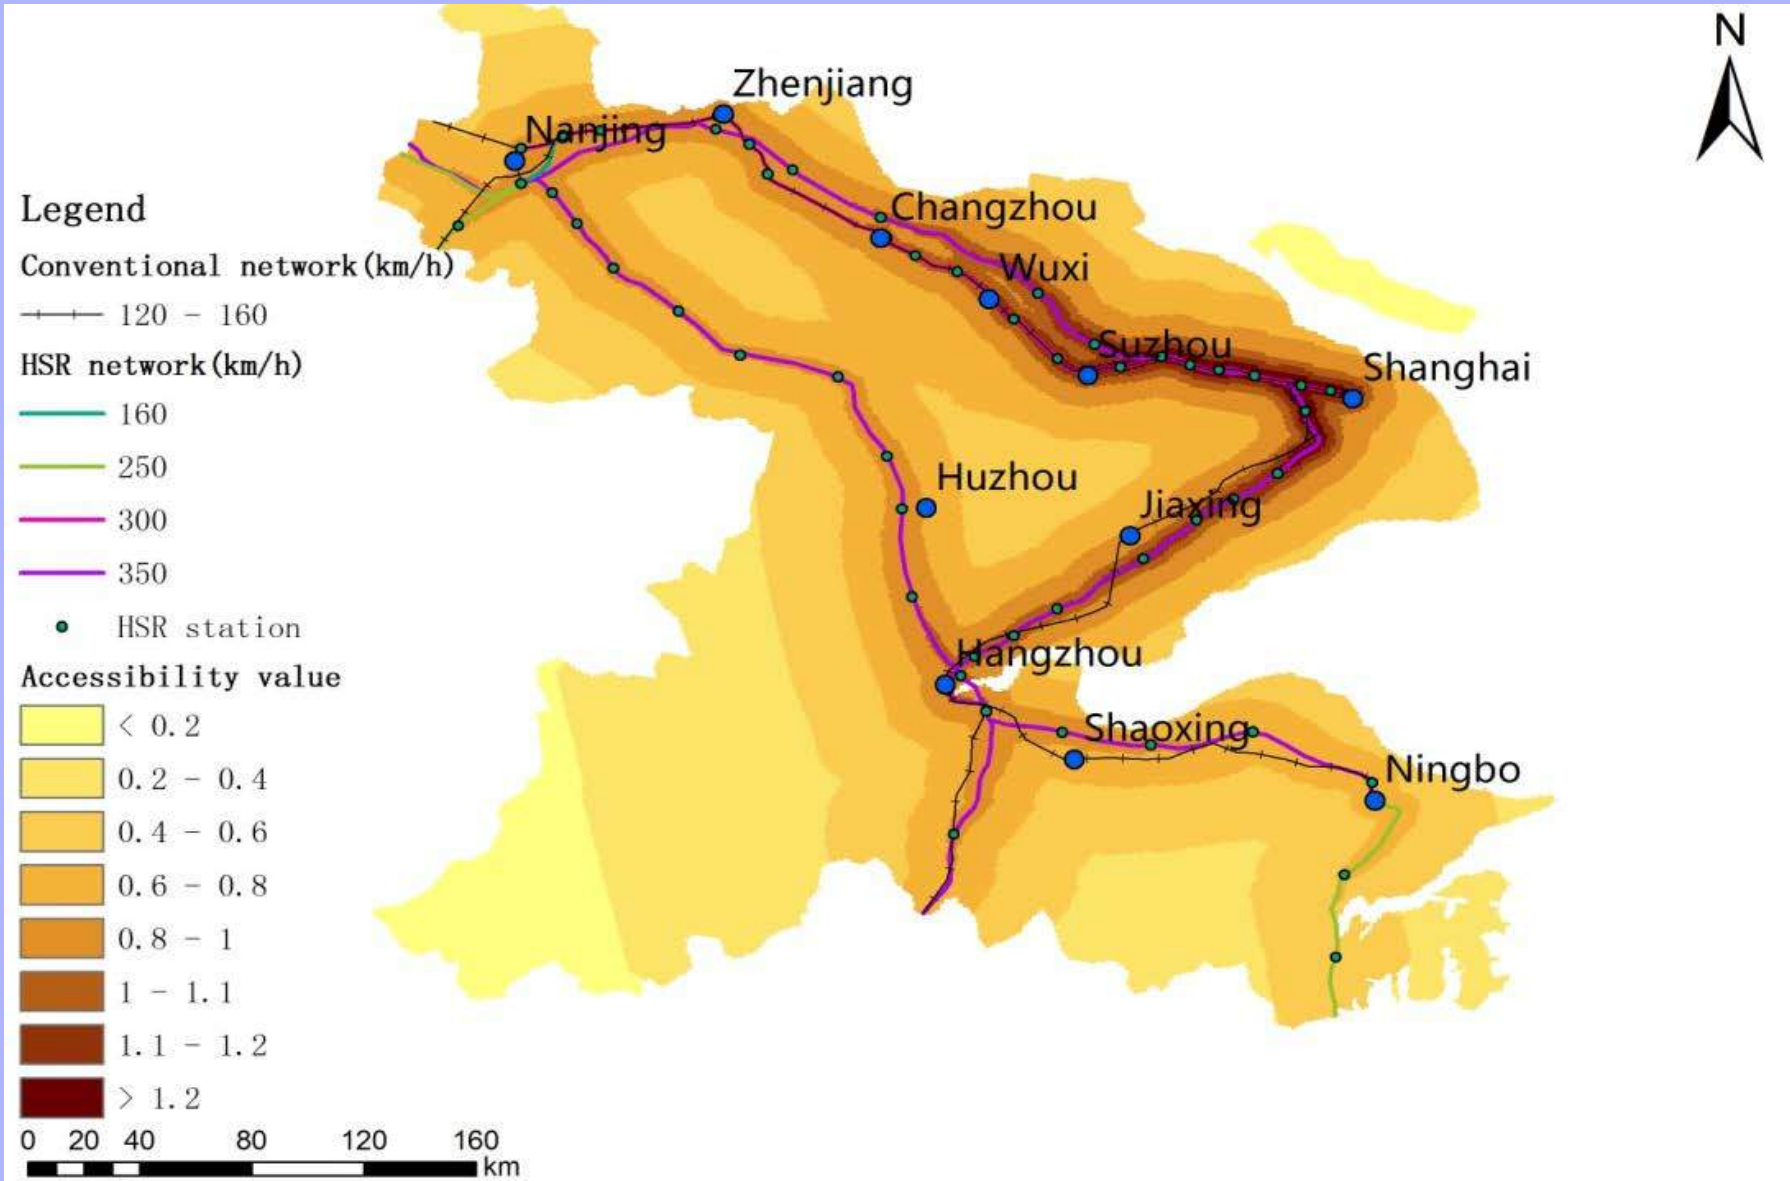 N
Zhenjiang
Nanjing
Changzhou
Wuxi
Suzhou
Shanghai
Huzhou
Jiaxing
Hangzhou
Shaoxing
Ningbo
Legend
Conventional network(km/h)
120 - 160
HSR network(km/h)
160
250
300
350
HSR station
Accessibility value
< 0.2
0.2 - 0.4
0.4 - 0.6
0.6 - 0.8
0.8 - 1
1 - 1.1
1.1 - 1.2
> 1.2
0 20 40 80 120 160
km